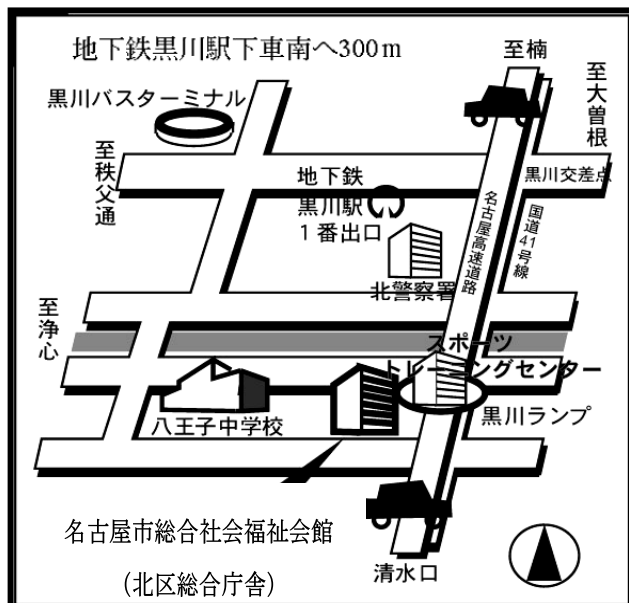 地下鉄黒川駅下車南へ300m
至楠
至大曽根
黒川バスターミナル
至秩父通
地下鉄
黒川駅
1番出口
黒川交差点
名古屋高速道路
国道41号線
北警察署
至浄心
スポーツ
トレーニングセンター
八王子中学校
黒川ランプ
名古屋市総合社会福祉会館
(北区総合庁舎)
清水口